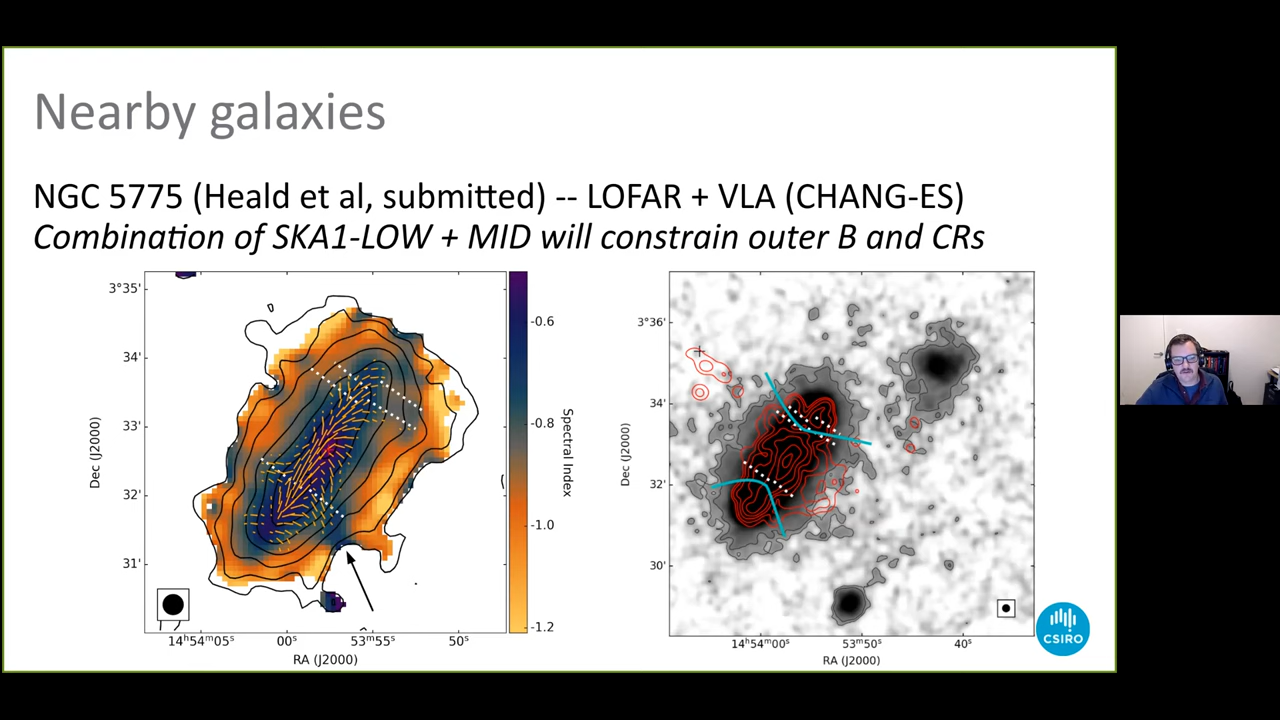 Nearby galaxies
NGC 5775 (Heald et al, submitted) -- LOFAR + VLA (CHANG-ES)
Combination of SKA1-LOW + MID will constrain outer B and CRs
3°35'
34'
33'
32'
31'
Dec (J2000)
14ʰ54ᵐ05ˢ
00ˢ
53ᵐ55ˢ
50ˢ
RA (J2000)
-0.6
-0.8
-1.0
-1.2
Spectral Index
3°36'
34'
32'
30'
Dec (J2000)
14ʰ54ᵐ00ˢ
53ᵐ50ˢ
40ˢ
RA (J2000)
CSIRO